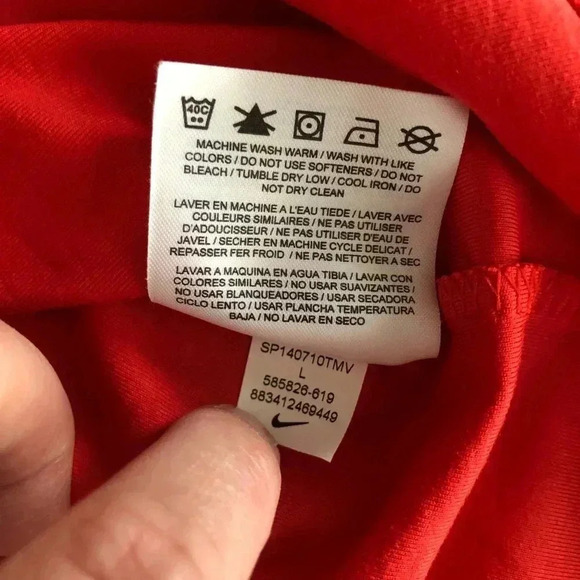 40C
MACHINE WASH WARM / WASH WITH LIKE
COLORS / DO NOT USE SOFTENERS / DO NOT
BLEACH / TUMBLE DRY LOW / COOL IRON / DO
NOT DRY CLEAN
LAVER EN MACHINE A L'EAU TIEDE / LAVER AVEC
COULEURS SIMILAIRES / NE PAS UTILISER
D'ADOUCISSEUR / NE PAS UTILISER D'EAU DE
JAVEL / SECHER EN MACHINE CYCLE DELICAT /
REPASSER FER FROID / NE PAS NETTOYER A SEC
LAVAR A MAQUINA EN AGUA TIBIA / LAVAR CON
COLORES SIMILARES / NO USAR SUAVIZANTES /
NO USAR BLANQUEADORES / USAR SECADORA
CICLO LENTO / USAR PLANCHA TEMPERATURA
BAJA / NO LAVAR EN SECO
SP140710TMV
L
585826-619
883412469449